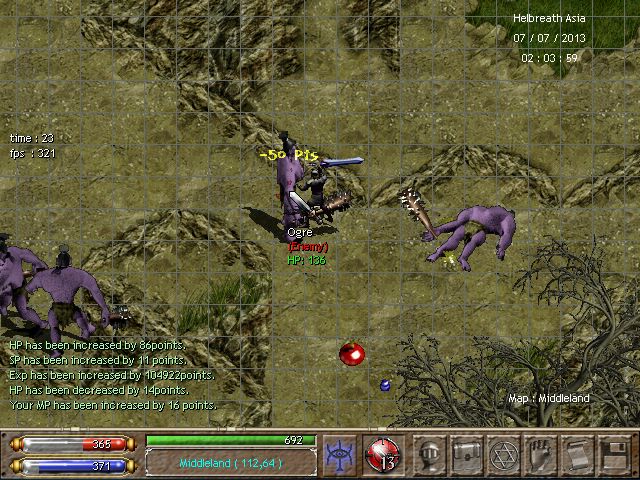 Helbreath Asia
07 / 07 / 2013
02 : 03 : 59
time : 23
fps : 321
-50 Pts
Ogre
(Enemy)
HP: 136
HP has been increased by 86points.
SP has been increased by 11 points.
Exp has been increased by 104922points.
HP has been decreased by 14points.
Your MP has been increased by 16 points.
Map : Middleland
365
692
371
Middleland ( 112,64 )
13